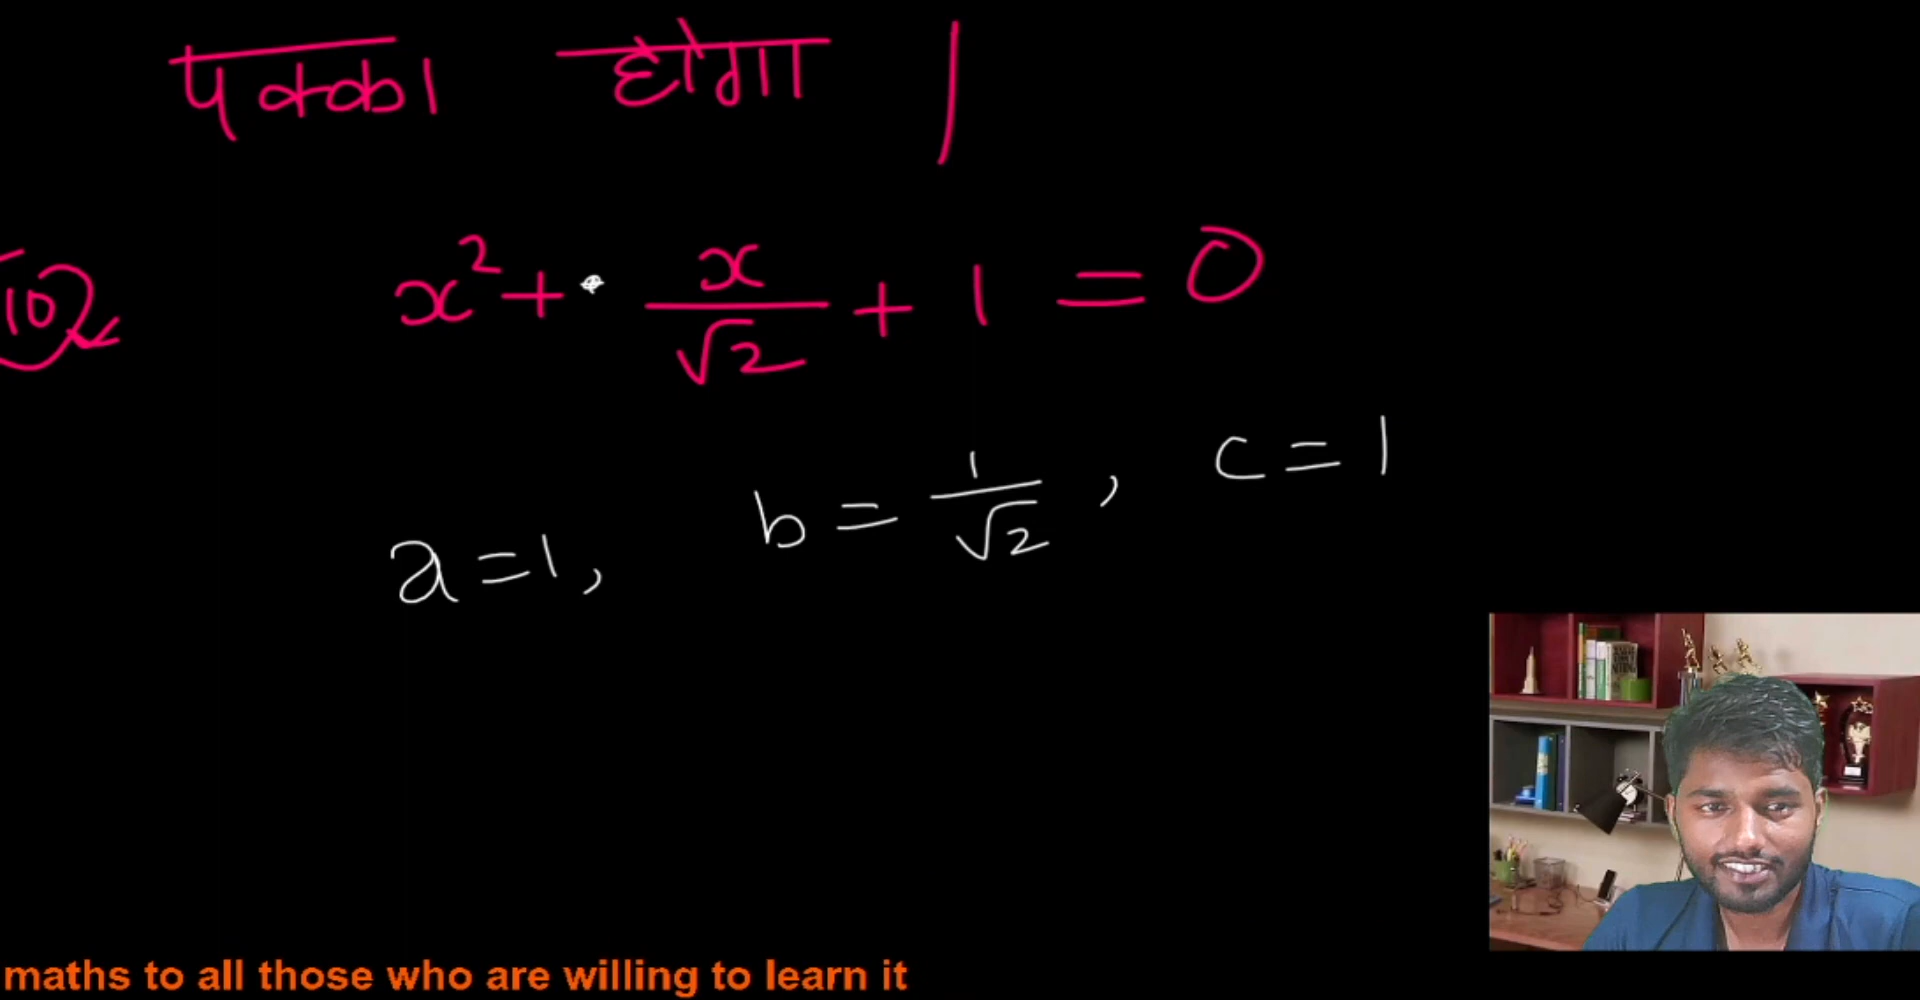 पक्का होगा |
10 x² + x/√2 + 1 = 0
a = 1, b = 1/√2, c = 1
maths to all those who are willing to learn it